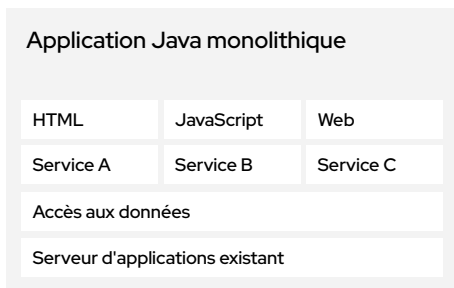 Application Java monolithique
HTML JavaScript Web
Service A Service B Service C
Accès aux données
Serveur d'applications existant